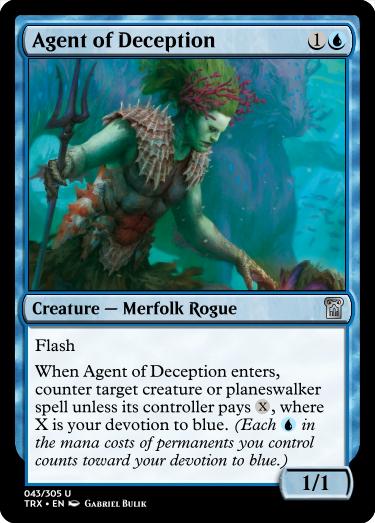 Agent of Deception 1
Creature — Merfolk Rogue
Flash
When Agent of Deception enters,
counter target creature or planeswalker
spell unless its controller pays X, where
X is your devotion to blue. (Each in
the mana costs of permanents you control
counts toward your devotion to blue.)
1/1
043/305 U
TRX • EN Gabriel Bulik